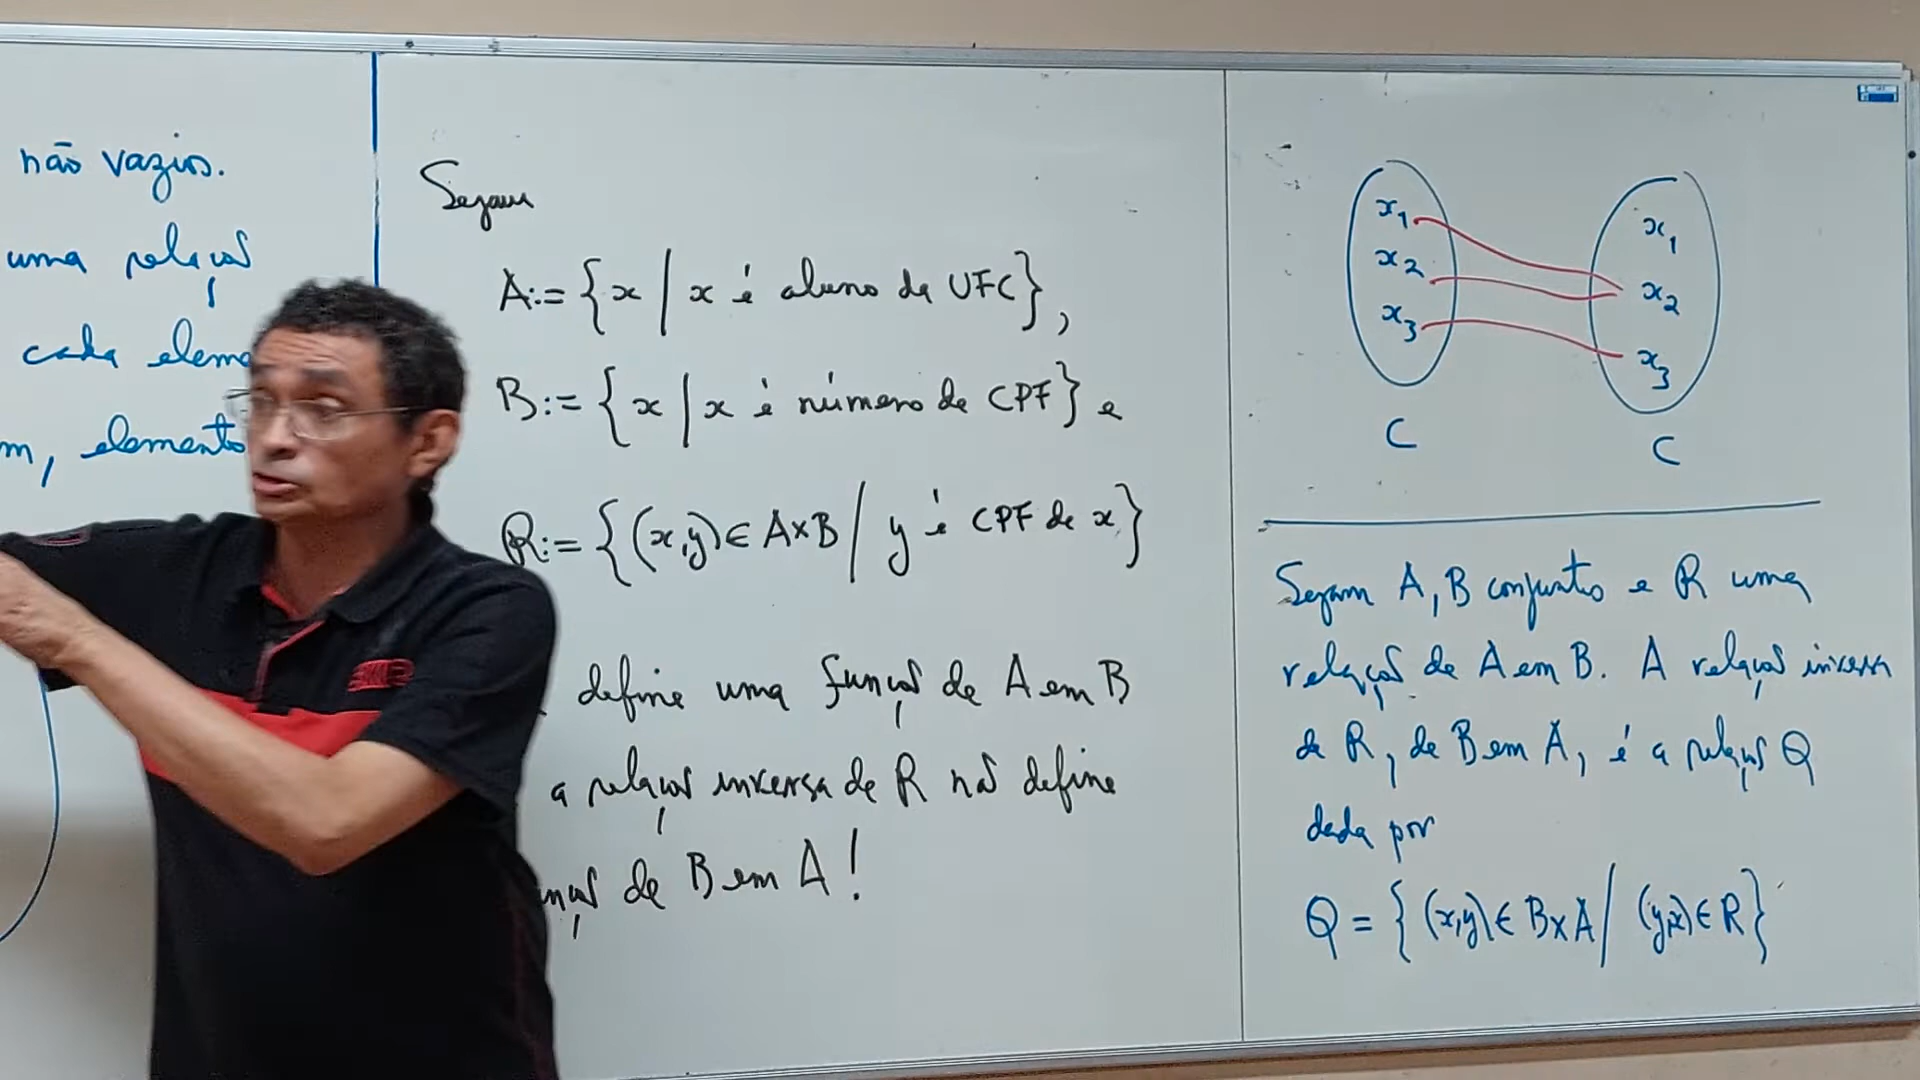 não vazios.
uma relação
cada eleme
m, elemento
Sejam
A:= {x / x é aluno da UFC},
B:= {x / x é número de CPF} e
R:= {(x,y) ∈ A×B / y é CPF de x}
define uma função de A em B
a relação inversa de R não define
nção de B em A!
x₁ x₁
x₂ x₂
x₃ x₃
C C
Sejam A, B conjuntos e R uma
relação de A em B. A relação inversa
de R, de B em A, é a relação Q
dada por
Q = {(x,y) ∈ B×A / (y,x) ∈ R}